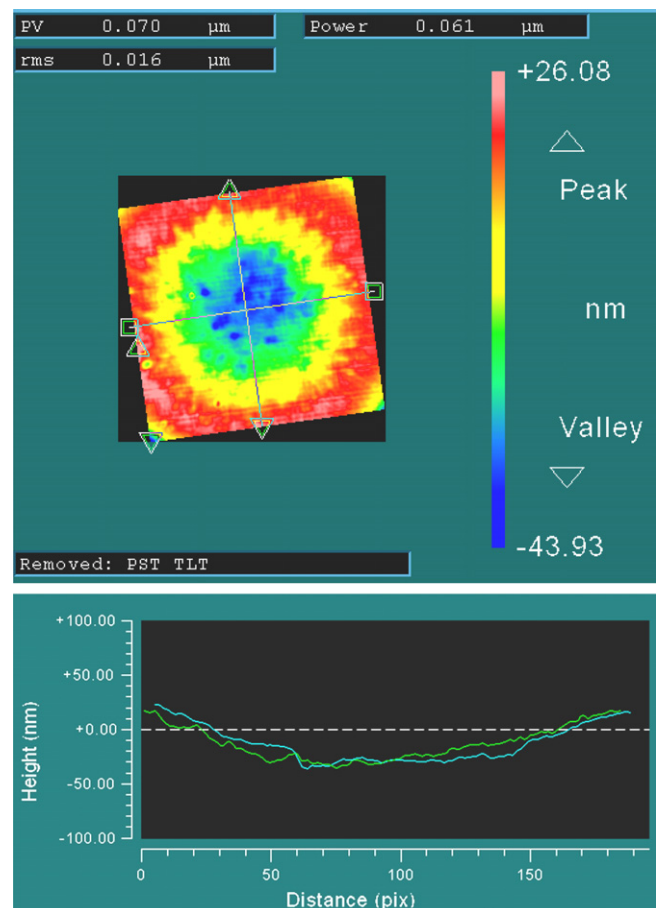 PV 0.070 µm
Power 0.061 µm
rms 0.016 µm
+26.08
Peak
nm
Valley
-43.93
Removed: PST TLT
+100.00
+50.00
+0.00
-50.00
-100.00
Height (nm)
0 50 100 150
Distance (pix)